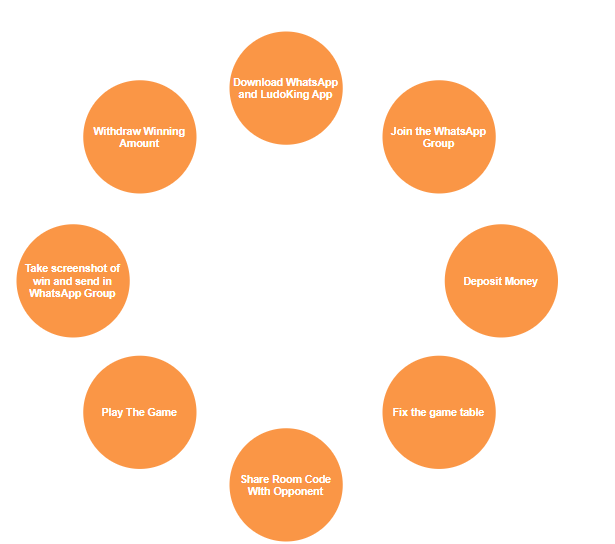 Download WhatsApp
and LudoKing App
Join the WhatsApp
Group
Deposit Money
Fix the game table
Share Room Code
With Opponent
Play The Game
Take screenshot of
win and send in
WhatsApp Group
Withdraw Winning
Amount